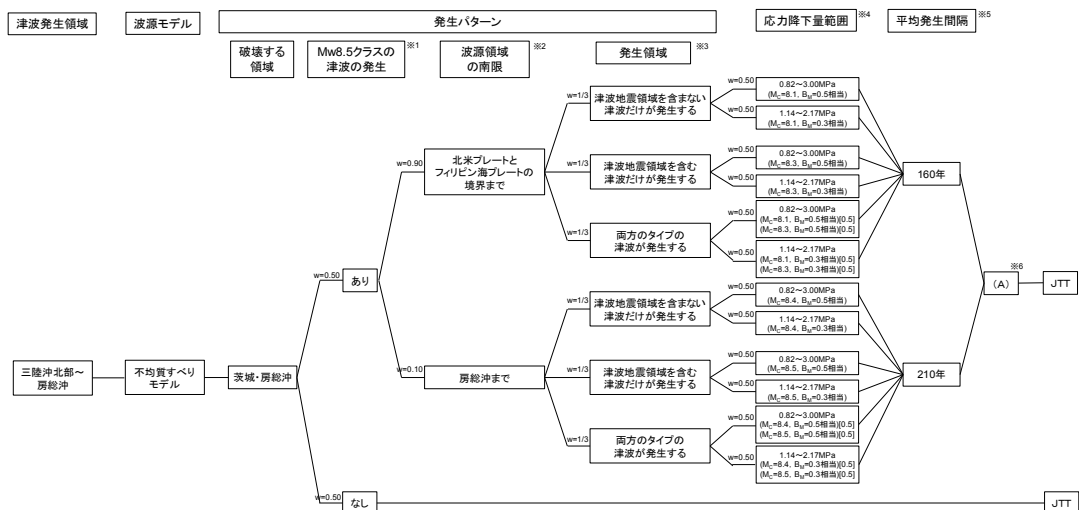 津波発生領域
波源モデル
発生パターン
応力降下量範囲 ※4
平均発生間隔 ※5
破壊する
領域
Mw8.5クラスの
津波の発生 ※1
波源領域
の南限 ※2
発生領域 ※3
三陸沖北部～
房総沖
不均質すべり
モデル
茨城・房総沖
w=0.50
あり
w=0.90
北米プレートと
フィリピン海プレートの
境界まで
w=1/3
津波地震領域を含まない
津波だけが発生する
w=0.50
0.82～3.00MPa
(MC=8.1, BM=0.5相当)
w=0.50
1.14～2.17MPa
(MC=8.1, BM=0.3相当)
w=1/3
津波地震領域を含む
津波だけが発生する
w=0.50
0.82～3.00MPa
(MC=8.3, BM=0.5相当)
w=0.50
1.14～2.17MPa
(MC=8.3, BM=0.3相当)
w=1/3
両方のタイプの
津波が発生する
w=0.50
0.82～3.00MPa
(MC=8.1, BM=0.5相当)[0.5]
(MC=8.3, BM=0.5相当)[0.5]
w=0.50
1.14～2.17MPa
(MC=8.1, BM=0.3相当)[0.5]
(MC=8.3, BM=0.3相当)[0.5]
160年
w=0.10
房総沖まで
w=1/3
津波地震領域を含まない
津波だけが発生する
w=0.50
0.82～3.00MPa
(MC=8.4, BM=0.5相当)
w=0.50
1.14～2.17MPa
(MC=8.4, BM=0.3相当)
w=1/3
津波地震領域を含む
津波だけが発生する
w=0.50
0.82～3.00MPa
(MC=8.5, BM=0.5相当)
w=0.50
1.14～2.17MPa
(MC=8.5, BM=0.3相当)
w=1/3
両方のタイプの
津波が発生する
w=0.50
0.82～3.00MPa
(MC=8.4, BM=0.5相当)[0.5]
(MC=8.5, BM=0.5相当)[0.5]
w=0.50
1.14～2.17MPa
(MC=8.4, BM=0.3相当)[0.5]
(MC=8.5, BM=0.3相当)[0.5]
210年
(A) ※6
JTT
w=0.50
なし
JTT